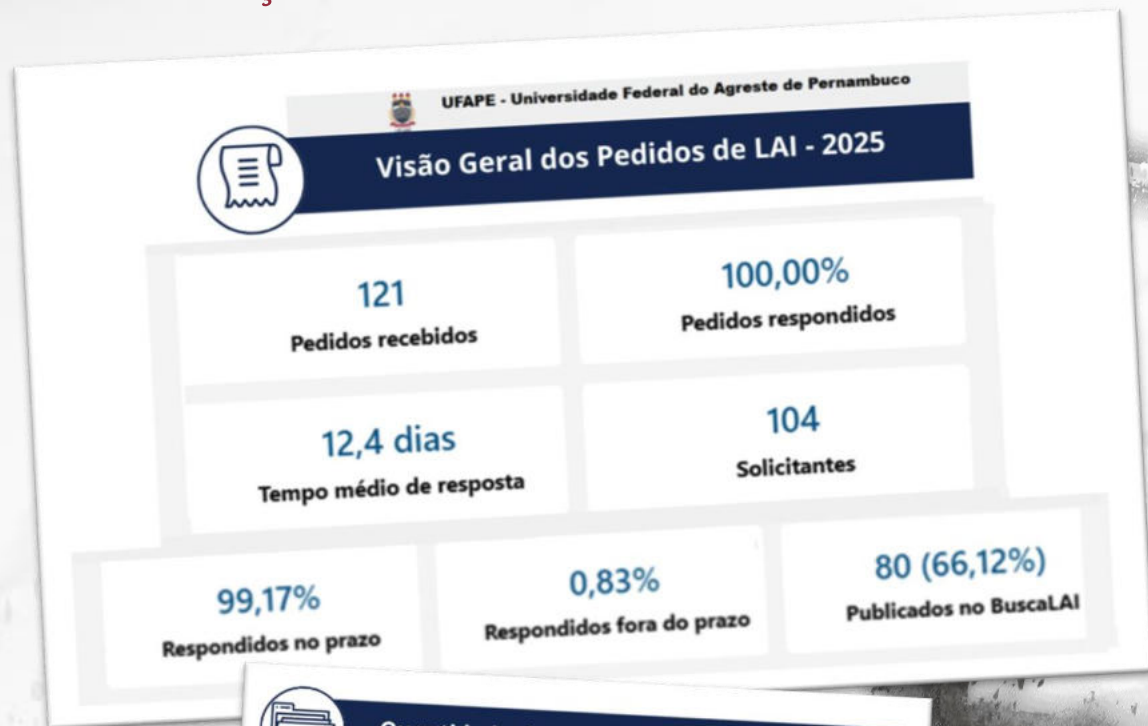 UFAPE - Universidade Federal do Agreste de Pernambuco
Visão Geral dos Pedidos de LAI - 2025
121
Pedidos recebidos
100,00%
Pedidos respondidos
12,4 dias
Tempo médio de resposta
104
Solicitantes
99,17%
Respondidos no prazo
0,83%
Respondidos fora do prazo
80 (66,12%)
Publicados no BuscaLAI